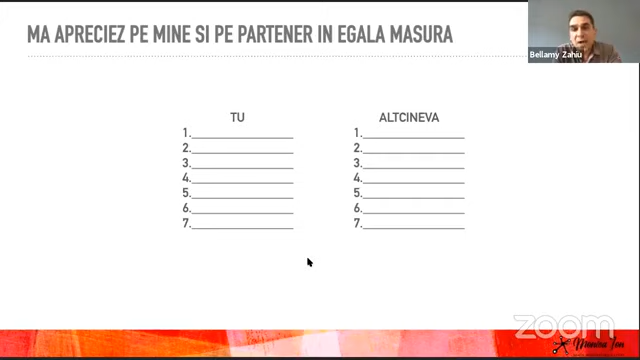 MA APRECIEZ PE MINE SI PE PARTENER IN EGALA MASURA
Bellamy Zahiu
TU
1.
2.
3.
4.
5.
6.
7.
ALTCINEVA
1.
2.
3.
4.
5.
6.
7.
zoom